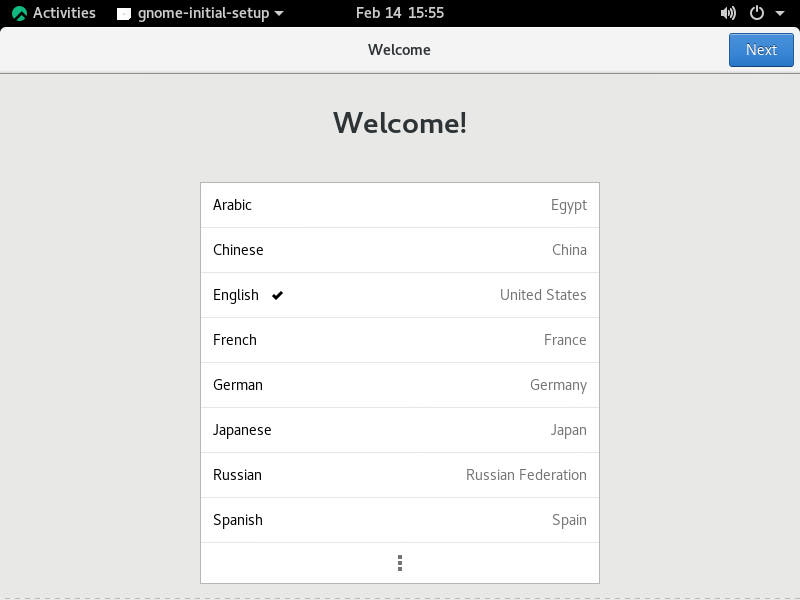 Activities gnome-initial-setup Feb 14 15:55
Welcome Next
Welcome!
Arabic Egypt
Chinese China
English ✔ United States
French France
German Germany
Japanese Japan
Russian Russian Federation
Spanish Spain